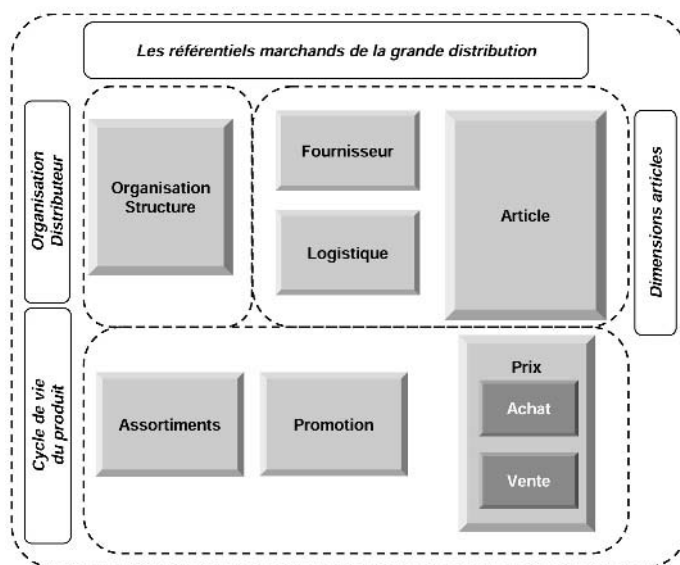 Les référentiels marchands de la grande distribution
Organisation
Distributeur
Organisation
Structure
Fournisseur
Logistique
Article
Dimensions articles
Cycle de vie
du produit
Assortiments
Promotion
Prix
Achat
Vente